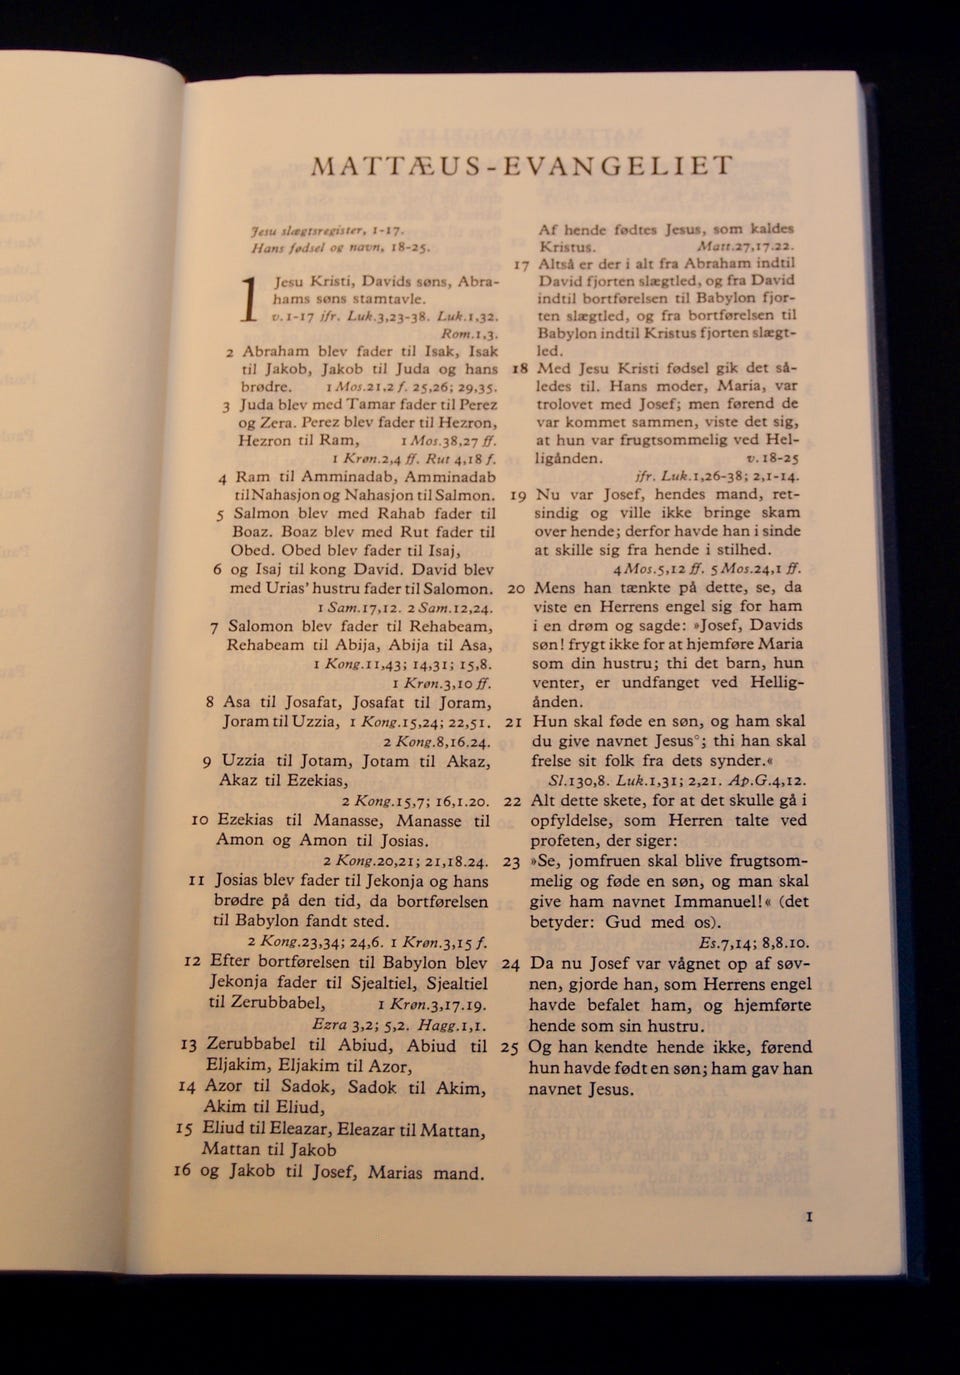 MATTÆUS-EVANGELIET
Jesu slægtsregister, 1-17.
Hans fødsel og navn, 18-25.
1 Jesu Kristi, Davids søns, Abra-
hams søns stamtavle.
v.1-17 jfr. Luk.3,23-38. Luk.1,32.
Rom.1,3.
2 Abraham blev fader til Isak, Isak
til Jakob, Jakob til Juda og hans
brødre. 1 Mos.21,2 f. 25,26; 29,35.
3 Juda blev med Tamar fader til Perez
og Zera. Perez blev fader til Hezron,
Hezron til Ram, 1 Mos.38,27 ff.
1 Krøn.2,4 ff. Rut 4,18 f.
4 Ram til Amminadab, Amminadab
til Nahasjon og Nahasjon til Salmon.
5 Salmon blev med Rahab fader til
Boaz. Boaz blev med Rut fader til
Obed. Obed blev fader til Isaj,
6 og Isaj til kong David. David blev
med Urias' hustru fader til Salomon.
1 Sam.17,12. 2 Sam.12,24.
7 Salomon blev fader til Rehabeam,
Rehabeam til Abija, Abija til Asa,
1 Kong.11,43; 14,31; 15,8.
1 Krøn.3,10 ff.
8 Asa til Josafat, Josafat til Joram,
Joram til Uzzia, 1 Kong.15,24; 22,51.
2 Kong.8,16.24.
9 Uzzia til Jotam, Jotam til Akaz,
Akaz til Ezekias,
2 Kong.15,7; 16,1.20.
10 Ezekias til Manasse, Manasse til
Amon og Amon til Josias.
2 Kong.20,21; 21,18.24.
11 Josias blev fader til Jekonja og hans
brødre på den tid, da bortførelsen
til Babylon fandt sted.
2 Kong.23,34; 24,6. 1 Krøn.3,15 f.
12 Efter bortførelsen til Babylon blev
Jekonja fader til Sjealtiel, Sjealtiel
til Zerubbabel, 1 Krøn.3,17.19.
Ezra 3,2; 5,2. Hagg.1,1.
13 Zerubbabel til Abiud, Abiud til
Eljakim, Eljakim til Azor,
14 Azor til Sadok, Sadok til Akim,
Akim til Eliud,
15 Eliud til Eleazar, Eleazar til Mattan,
Mattan til Jakob
16 og Jakob til Josef, Marias mand.
Af hende fødtes Jesus, som kaldes
Kristus. Matt.27,17.22.
17 Altså er der i alt fra Abraham indtil
David fjorten slægtled, og fra David
indtil bortførelsen til Babylon fjor-
ten slægtled, og fra bortførelsen til
Babylon indtil Kristus fjorten slægt-
led.
18 Med Jesu Kristi fødsel gik det så-
ledes til. Hans moder, Maria, var
trolovet med Josef; men førend de
var kommet sammen, viste det sig,
at hun var frugtsommelig ved Hel-
ligånden. v.18-25
jfr. Luk.1,26-38; 2,1-14.
19 Nu var Josef, hendes mand, ret-
sindig og ville ikke bringe skam
over hende; derfor havde han i sinde
at skille sig fra hende i stilhed.
4 Mos.5,12 ff. 5 Mos.24,1 ff.
20 Mens han tænkte på dette, se, da
viste en Herrens engel sig for ham
i en drøm og sagde: »Josef, Davids
søn! frygt ikke for at hjemføre Maria
som din hustru; thi det barn, hun
venter, er undfanget ved Hellig-
ånden.
21 Hun skal føde en søn, og ham skal
du give navnet Jesus°; thi han skal
frelse sit folk fra dets synder.«
Sl.130,8. Luk.1,31; 2,21. Ap.G.4,12.
22 Alt dette skete, for at det skulle gå i
opfyldelse, som Herren talte ved
profeten, der siger:
23 »Se, jomfruen skal blive frugtsom-
melig og føde en søn, og man skal
give ham navnet Immanuel!« (det
betyder: Gud med os).
Es.7,14; 8,8.10.
24 Da nu Josef var vågnet op af søv-
nen, gjorde han, som Herrens engel
havde befalet ham, og hjemførte
hende som sin hustru.
25 Og han kendte hende ikke, førend
hun havde født en søn; ham gav han
navnet Jesus.
1